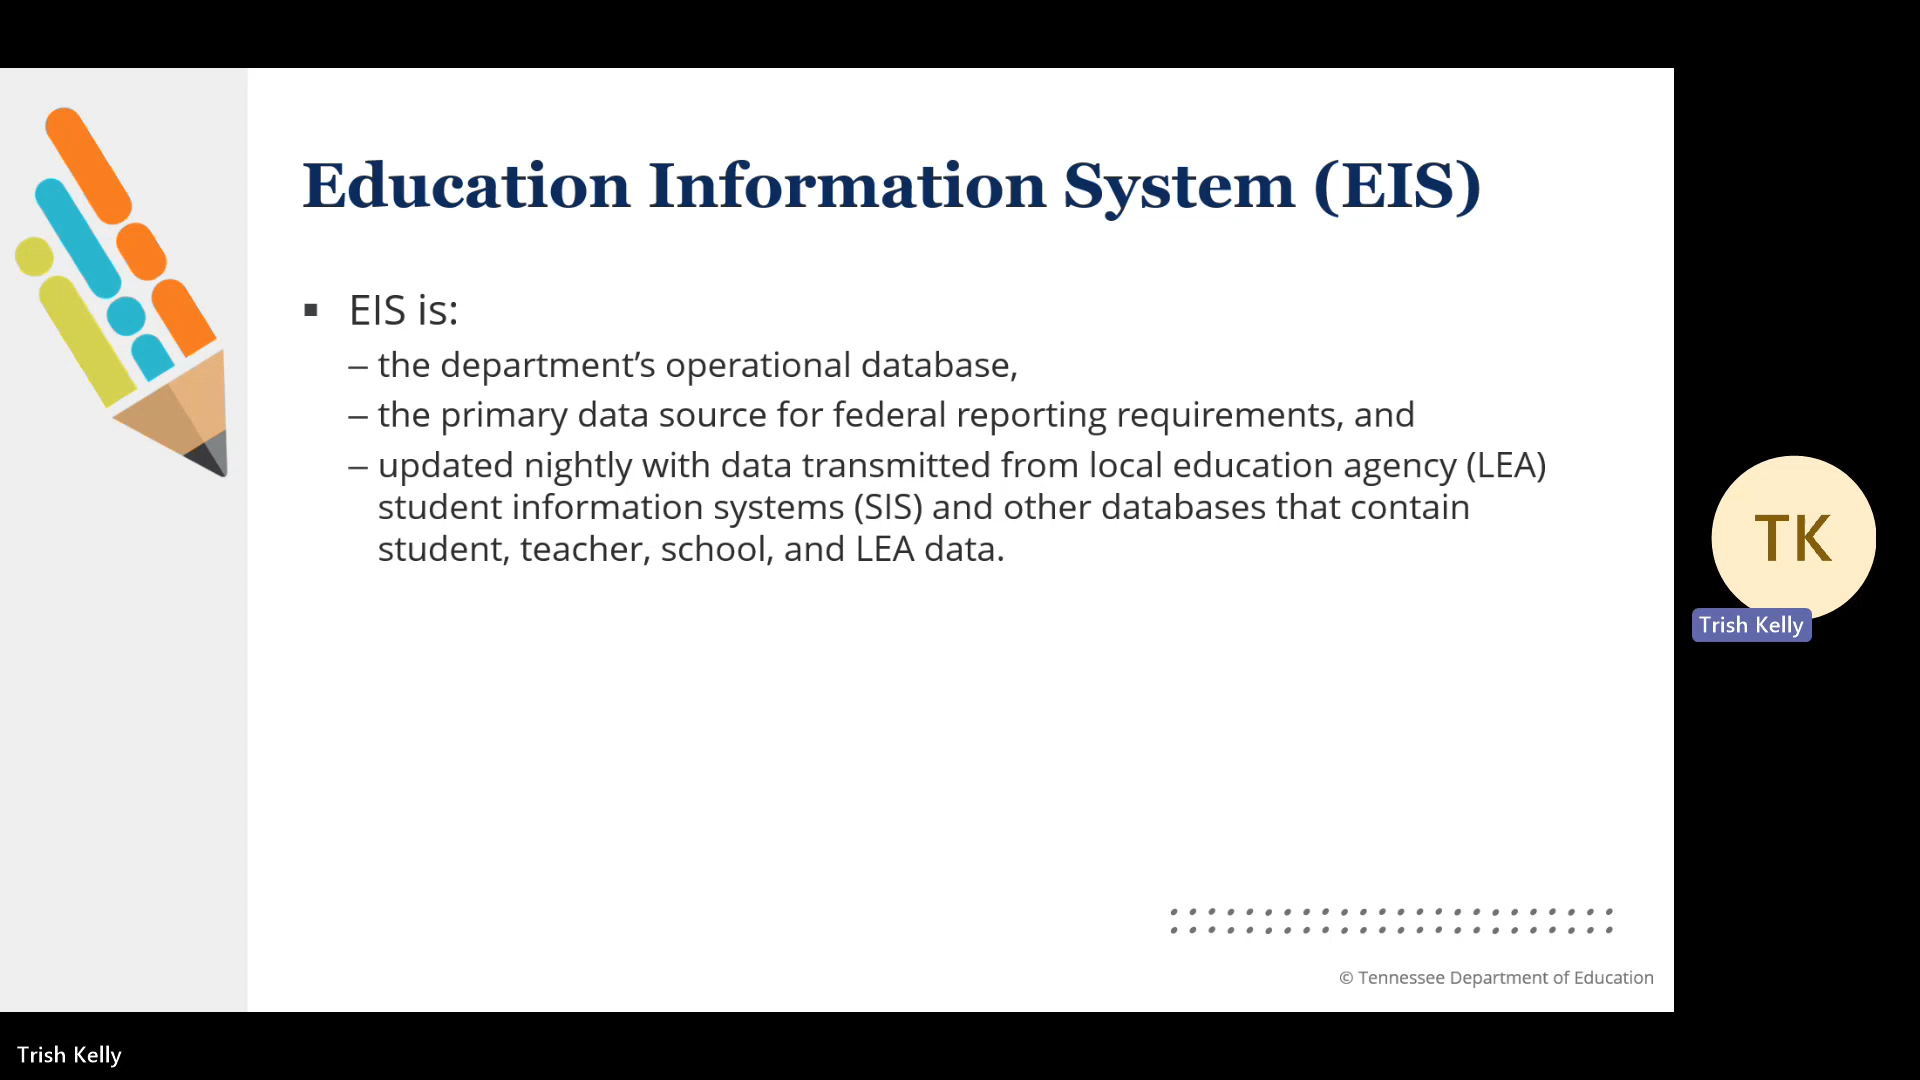 Education Information System (EIS)
▪ EIS is:
– the department’s operational database,
– the primary data source for federal reporting requirements, and
– updated nightly with data transmitted from local education agency (LEA)
student information systems (SIS) and other databases that contain
student, teacher, school, and LEA data.
TK
Trish Kelly
© Tennessee Department of Education
Trish Kelly